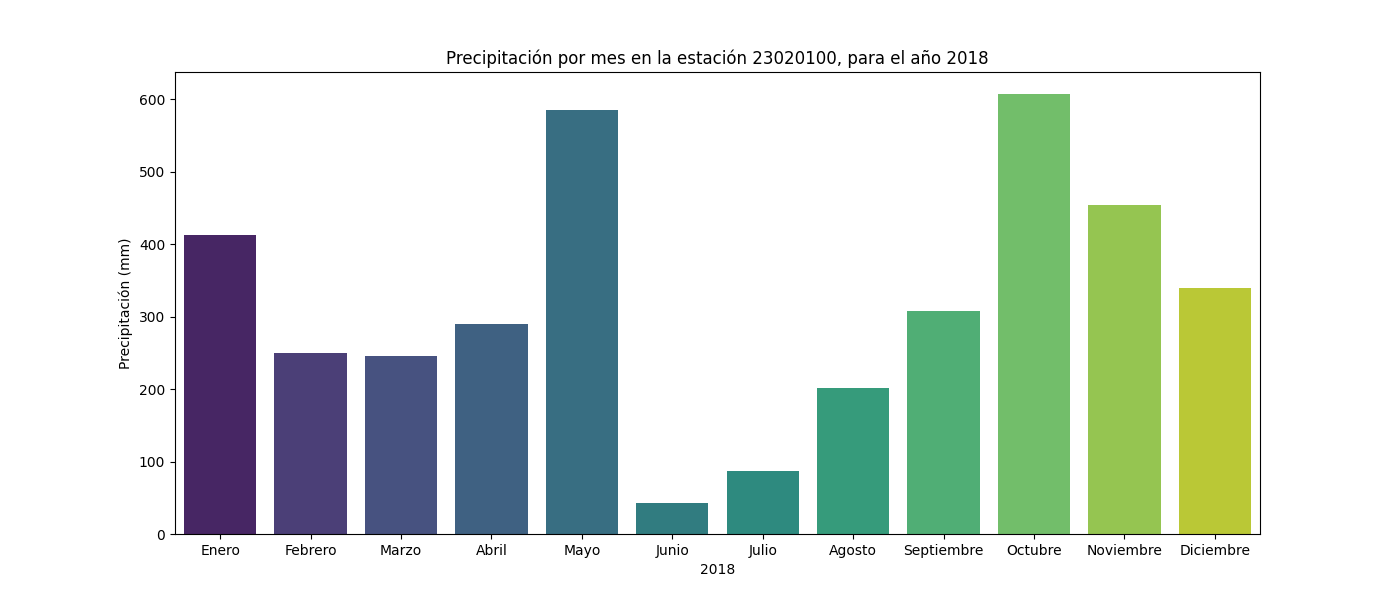 Precipitación por mes en la estación 23020100, para el año 2018
Precipitación (mm)
600
500
400
300
200
100
0
Enero Febrero Marzo Abril Mayo Junio Julio Agosto Septiembre Octubre Noviembre Diciembre
2018